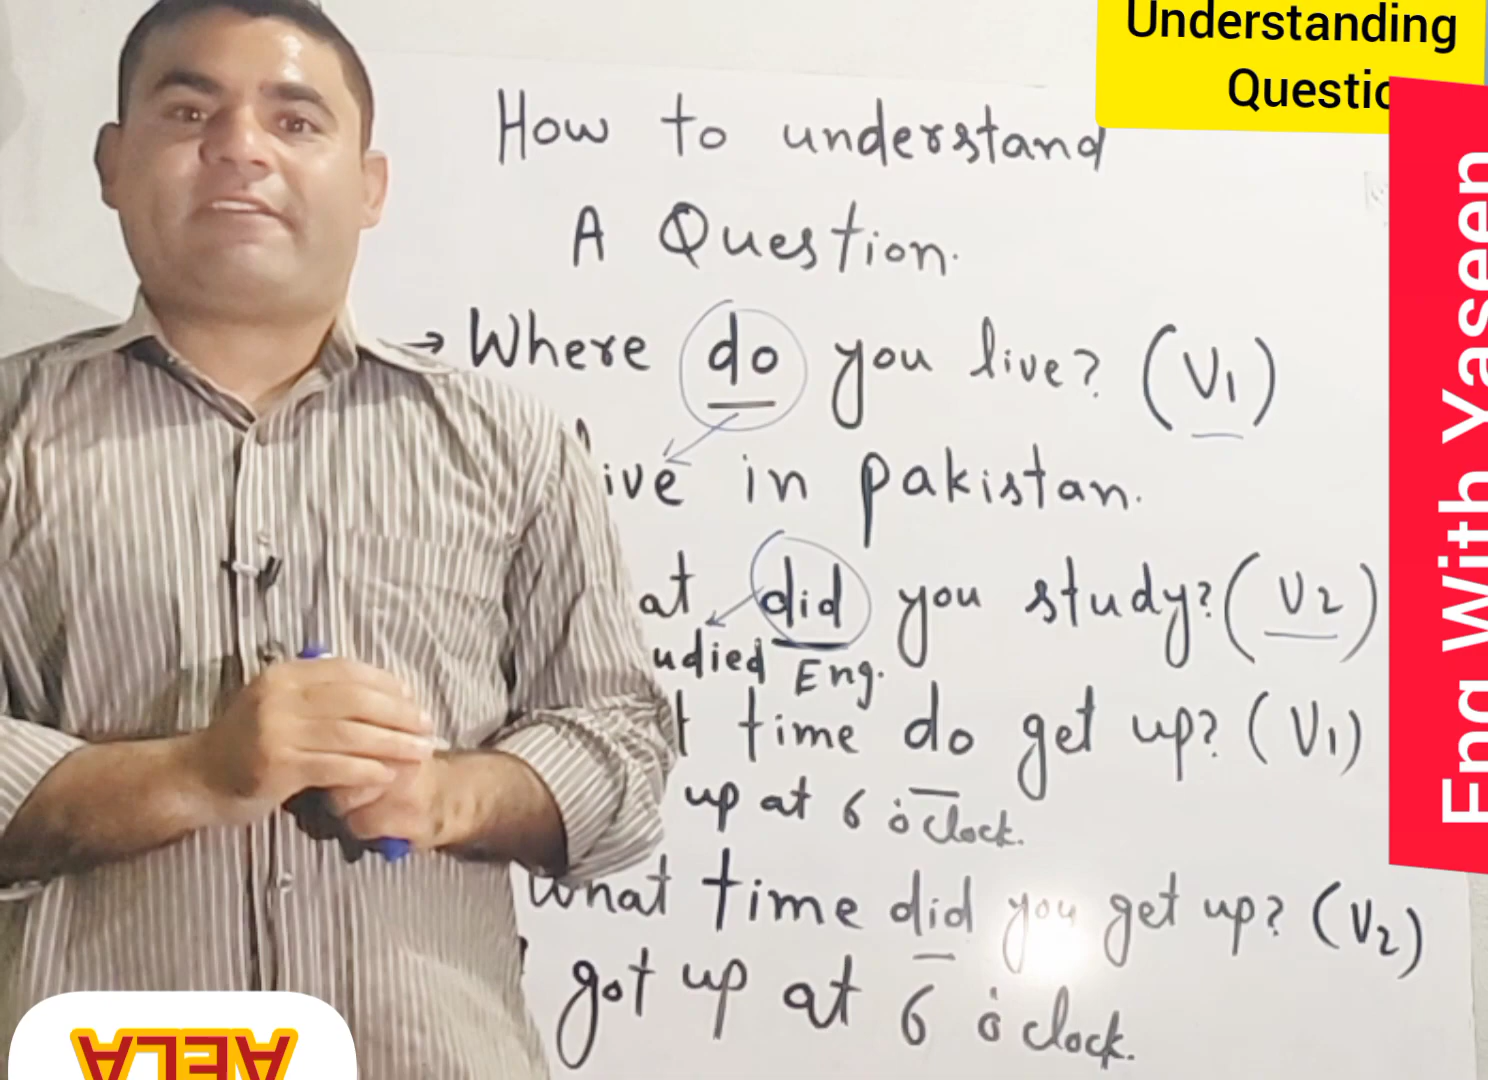 Understanding
Questio
Eng With Yaseen
How to understand
A Question.
→ Where do you live? (V1)
ive in pakistan.
at did you study? (V2)
udied Eng.
t time do get up? (V1)
up at 6 o'clock.
What time did you get up? (V2)
got up at 6 o'clock.
AELA